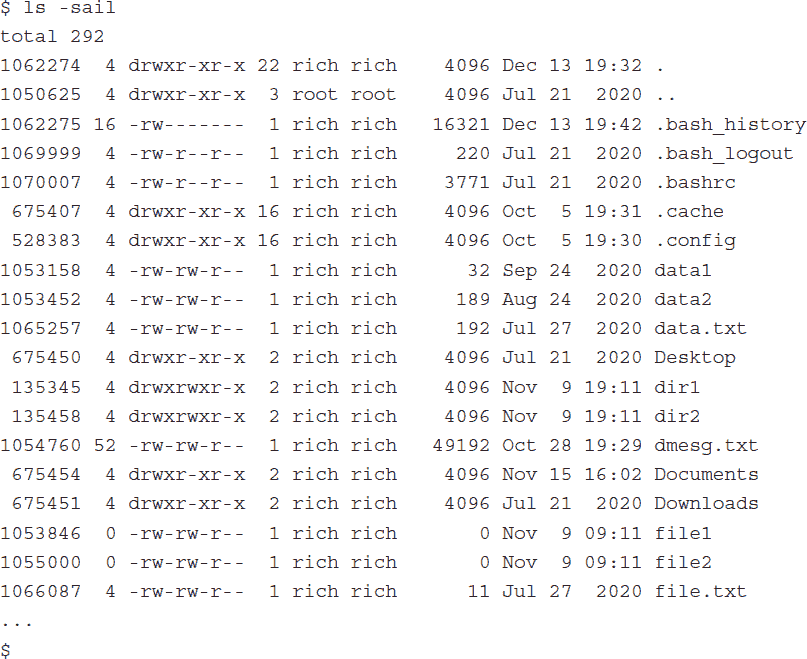 $ ls -sail
total 292
1062274  4 drwxr-xr-x 22 rich rich    4096 Dec 13 19:32 .
1050625  4 drwxr-xr-x  3 root root    4096 Jul 21  2020 ..
1062275 16 -rw-------  1 rich rich   16321 Dec 13 19:42 .bash_history
1069999  4 -rw-r--r--  1 rich rich     220 Jul 21  2020 .bash_logout
1070007  4 -rw-r--r--  1 rich rich    3771 Jul 21  2020 .bashrc
 675407  4 drwxr-xr-x 16 rich rich    4096 Oct  5 19:31 .cache
 528383  4 drwxr-xr-x 16 rich rich    4096 Oct  5 19:30 .config
1053158  4 -rw-rw-r--  1 rich rich      32 Sep 24  2020 data1
1053452  4 -rw-rw-r--  1 rich rich     189 Aug 24  2020 data2
1065257  4 -rw-rw-r--  1 rich rich     192 Jul 27  2020 data.txt
 675450  4 drwxr-xr-x  2 rich rich    4096 Jul 21  2020 Desktop
 135345  4 drwxrwxr-x  2 rich rich    4096 Nov  9 19:11 dir1
 135458  4 drwxrwxr-x  2 rich rich    4096 Nov  9 19:11 dir2
1054760 52 -rw-rw-r--  1 rich rich   49192 Oct 28 19:29 dmesg.txt
 675454  4 drwxr-xr-x  2 rich rich    4096 Nov 15 16:02 Documents
 675451  4 drwxr-xr-x  2 rich rich    4096 Jul 21  2020 Downloads
1053846  0 -rw-rw-r--  1 rich rich       0 Nov  9 09:11 file1
1055000  0 -rw-rw-r--  1 rich rich       0 Nov  9 09:11 file2
1066087  4 -rw-rw-r--  1 rich rich      11 Jul 27  2020 file.txt
...
$